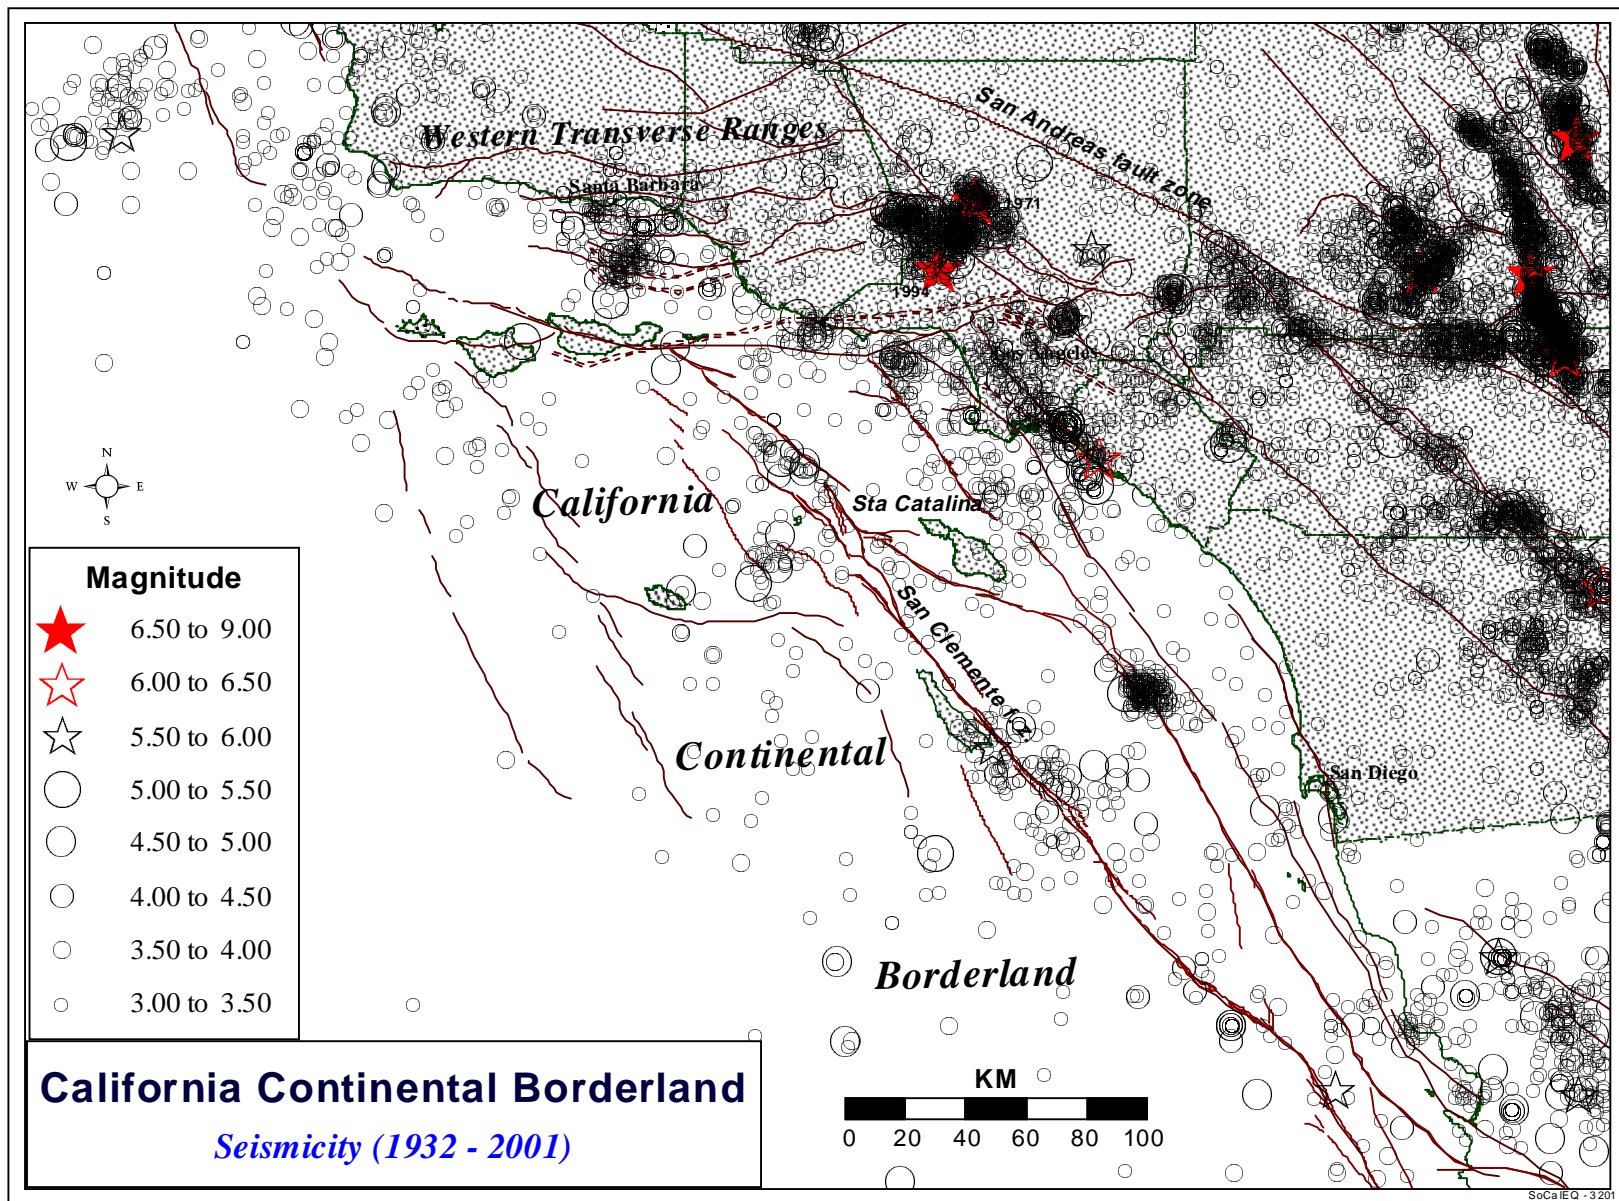 San Andreas fault zone
Western Transverse Ranges
Santa Barbara
1971
1994
Los Angeles
N
W
E
S
California
Sta Catalina
San Clemente f. z.
Continental
San Diego
Borderland
Magnitude
6.50 to 9.00
6.00 to 6.50
5.50 to 6.00
5.00 to 5.50
4.50 to 5.00
4.00 to 4.50
3.50 to 4.00
3.00 to 3.50
California Continental Borderland
Seismicity (1932 - 2001)
KM
0 20 40 60 80 100
SoCalEQ - 3201